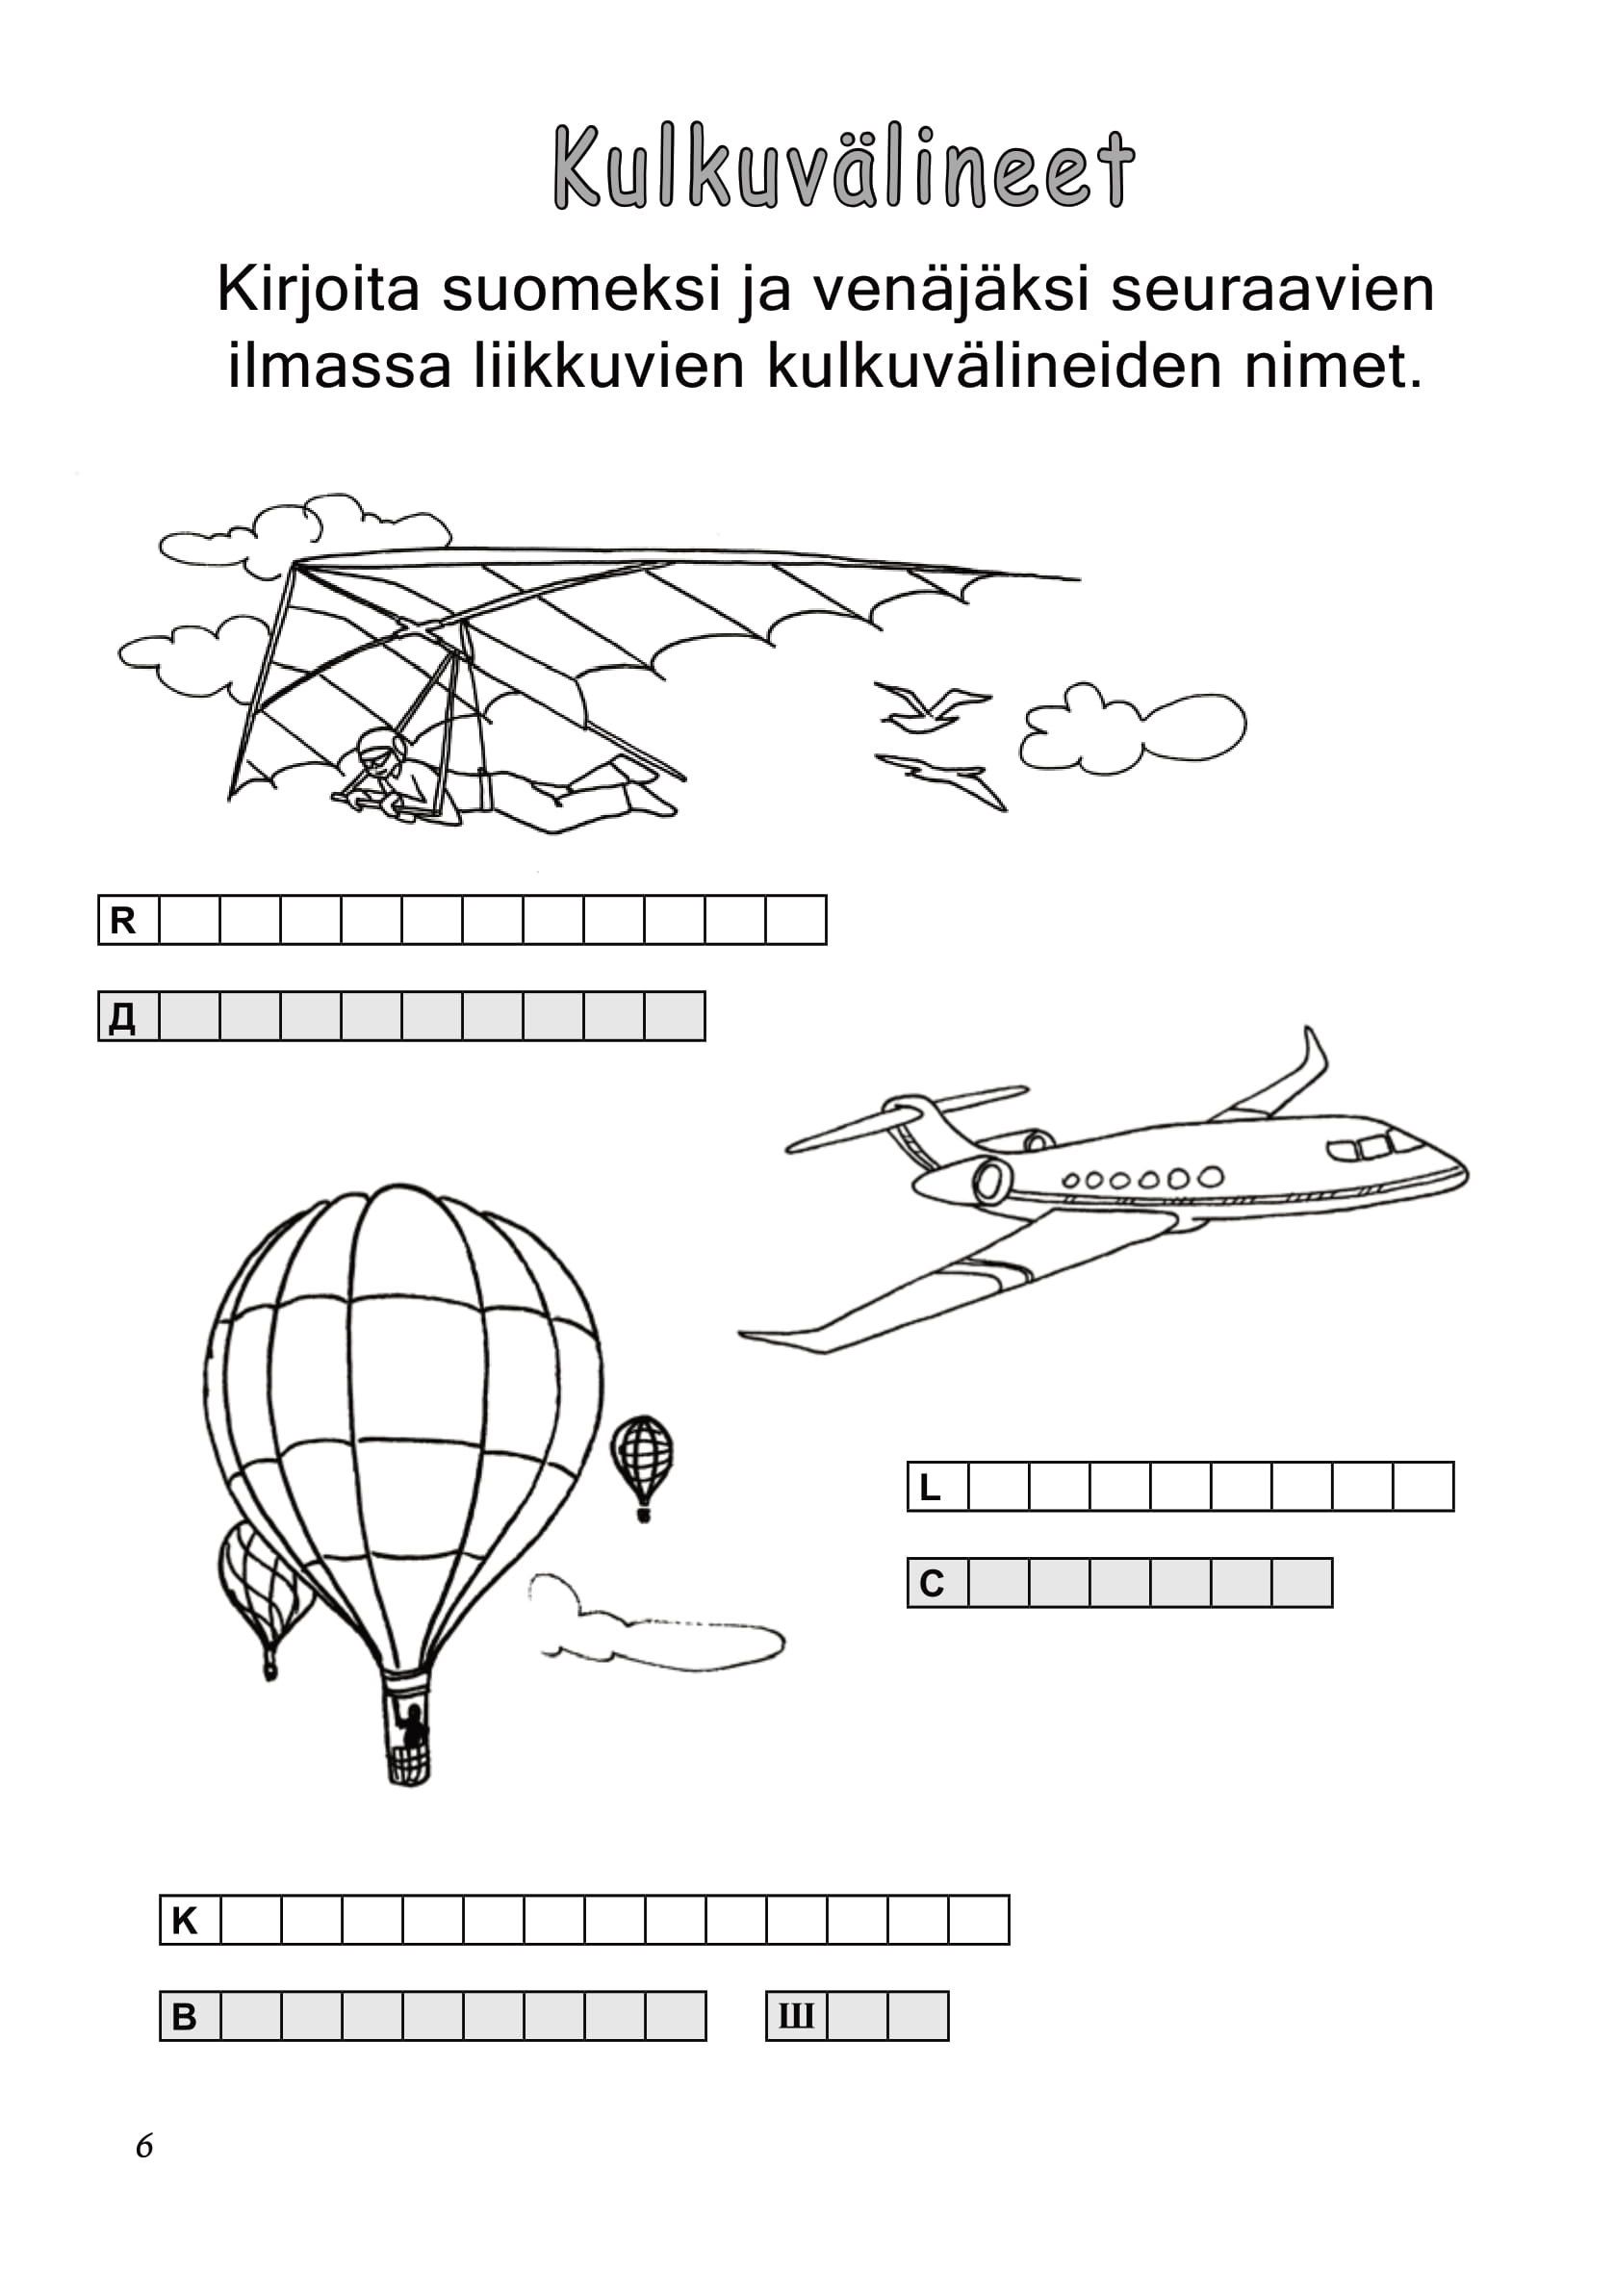 Kulkuvälineet
Kirjoita suomeksi ja venäjäksi seuraavien
ilmassa liikkuvien kulkuvälineiden nimet.
R
Д
L
С
K
В Ш
6